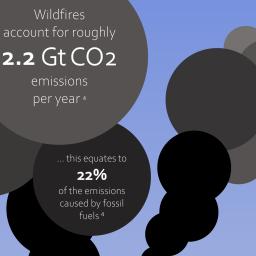 Wildfires
account for roughly
2.2 Gt CO2
emissions
per year ⁴
... this equates to
22%
of the emissions
caused by fossil
fuels ⁴